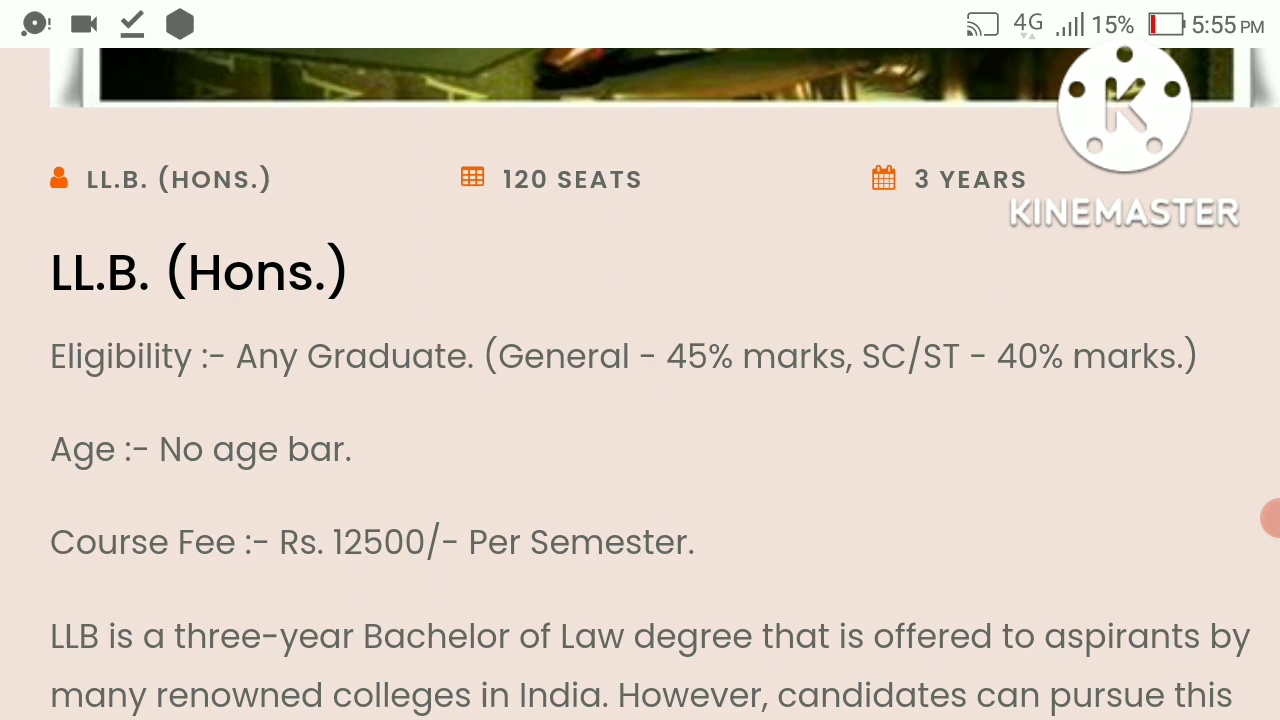 4G 15% 5:55 PM
K
KINEMASTER
LL.B. (HONS.) 120 SEATS 3 YEARS
LL.B. (Hons.)
Eligibility :- Any Graduate. (General - 45% marks, SC/ST - 40% marks.)
Age :- No age bar.
Course Fee :- Rs. 12500/- Per Semester.
LLB is a three-year Bachelor of Law degree that is offered to aspirants by
many renowned colleges in India. However, candidates can pursue this